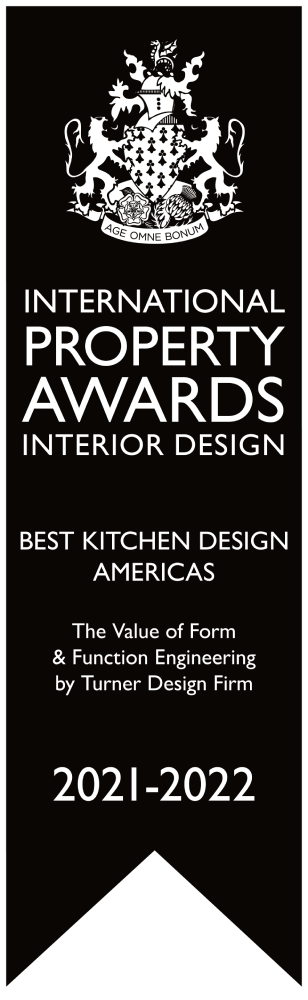 AGE OMNE BONUM
INTERNATIONAL
PROPERTY
AWARDS
INTERIOR DESIGN
BEST KITCHEN DESIGN
AMERICAS
The Value of Form
& Function Engineering
by Turner Design Firm
2021-2022